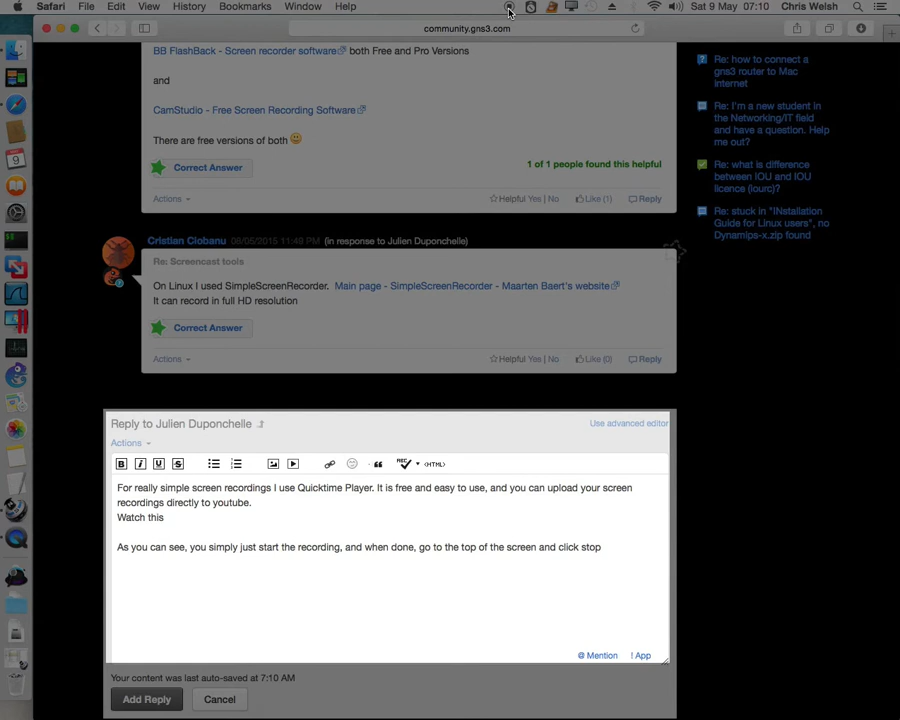 Safari File Edit View History Bookmarks Window Help
Sat 9 May 07:10 Chris Welsh
community.gns3.com
BB FlashBack - Screen recorder software both Free and Pro Versions
and
CamStudio - Free Screen Recording Software
There are free versions of both
Correct Answer
1 of 1 people found this helpful
Actions
Helpful Yes | No Like (1) Reply
Re: how to connect a
gns3 router to Mac
internet
Re: I'm a new student in
the Networking/IT field
and have a question. Help
me out?
Re: what is difference
between IOU and IOU
licence (iourc)?
Re: stuck in "INstallation
Guide for Linux users", no
Dynamips-x.zip found
Cristian Ciobanu 08/05/2015 11:49 PM (in response to Julien Duponchelle)
Re: Screencast tools
On Linux I used SimpleScreenRecorder. Main page - SimpleScreenRecorder - Maarten Baert's website
It can record in full HD resolution
Correct Answer
Actions
Helpful Yes | No Like (0) Reply
Reply to Julien Duponchelle
Use advanced editor
Actions
B I U S <HTML>
For really simple screen recordings I use Quicktime Player. It is free and easy to use, and you can upload your screen
recordings directly to youtube.
Watch this
As you can see, you simply just start the recording, and when done, go to the top of the screen and click stop
@ Mention ! App
Your content was last auto-saved at 7:10 AM
Add Reply Cancel